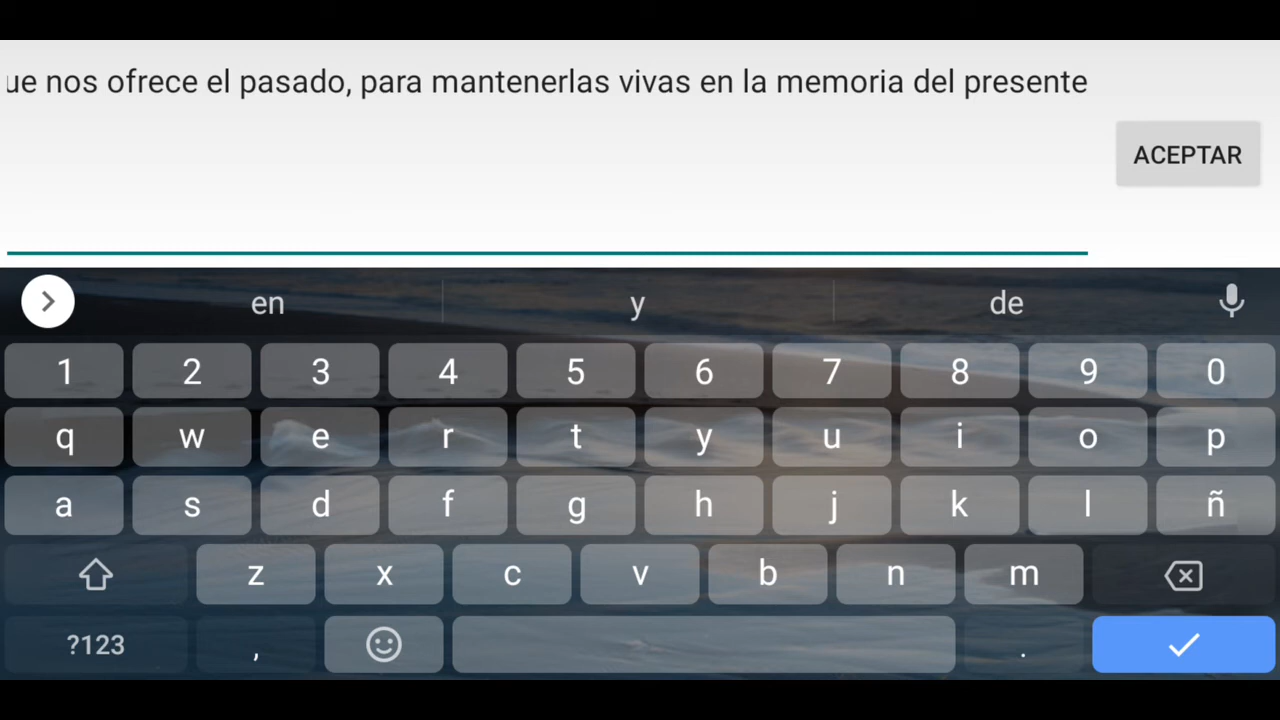 ue nos ofrece el pasado, para mantenerlas vivas en la memoria del presente
ACEPTAR
en y de
1 2 3 4 5 6 7 8 9 0
q w e r t y u i o p
a s d f g h j k l ñ
z x c v b n m
?123 , .